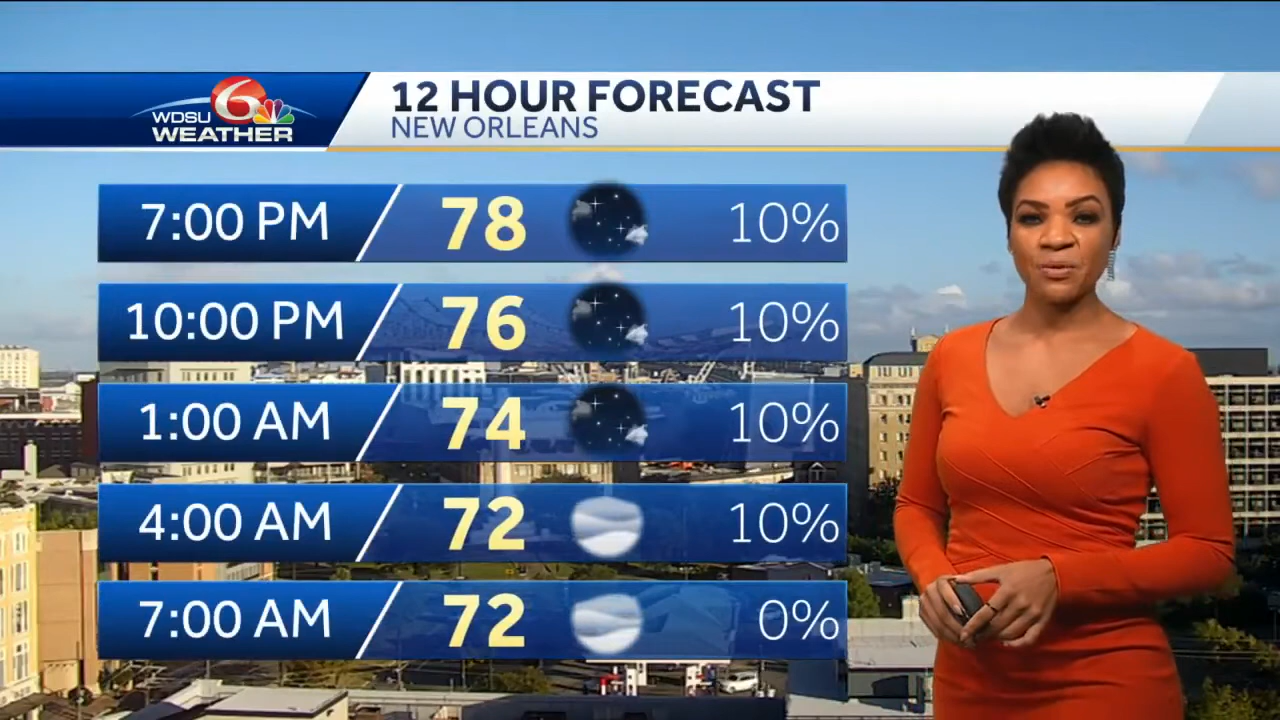 WDSU 6
WEATHER
12 HOUR FORECAST
NEW ORLEANS
7:00 PM 78 10%
10:00 PM 76 10%
1:00 AM 74 10%
4:00 AM 72 10%
7:00 AM 72 0%